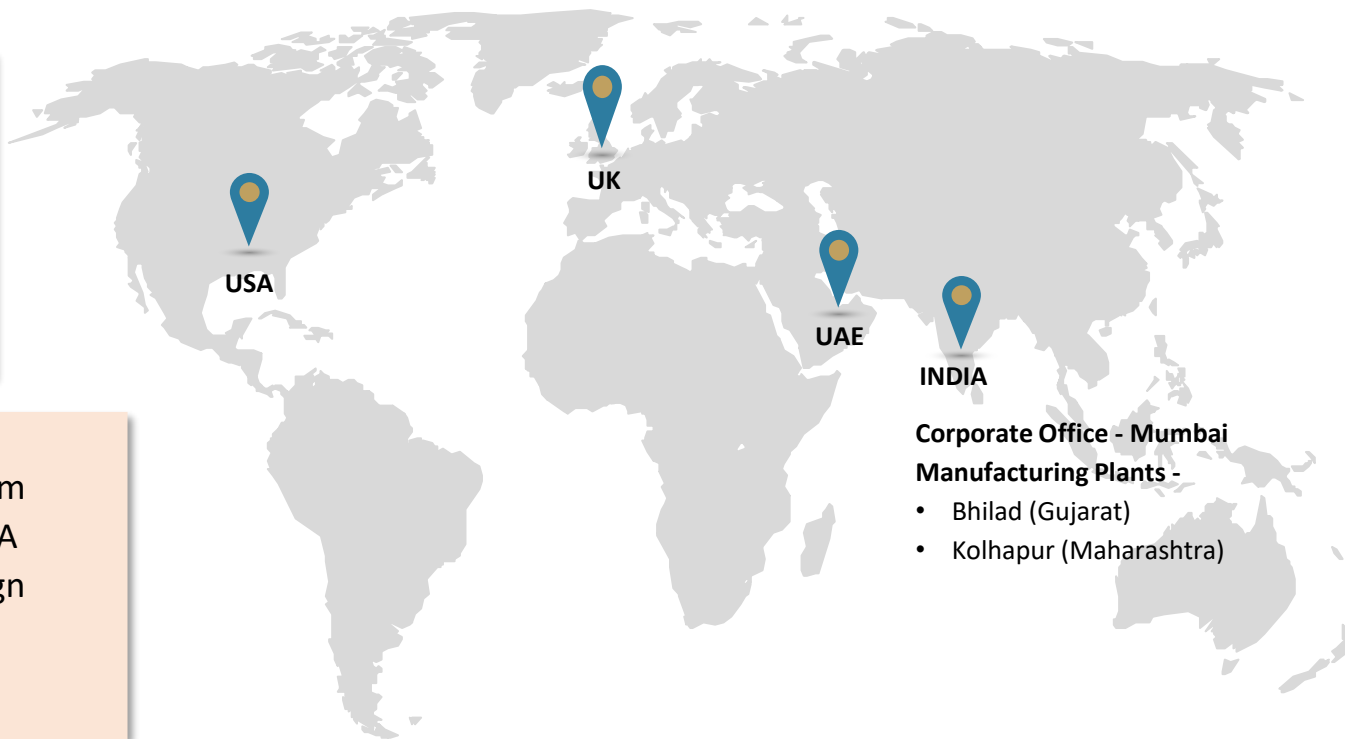 UK
USA
UAE
INDIA
Corporate Office - Mumbai
Manufacturing Plants -
• Bhilad (Gujarat)
• Kolhapur (Maharashtra)